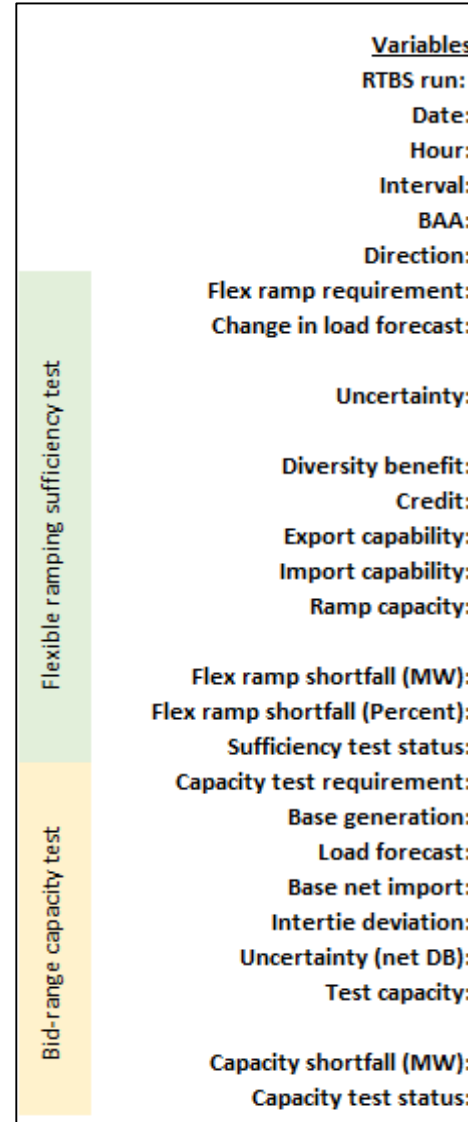 Variables
RTBS run:
Date:
Hour:
Interval:
BAA:
Direction:
Flexible ramping sufficiency test
Flex ramp requirement:
Change in load forecast:
Uncertainty:
Diversity benefit:
Credit:
Export capability:
Import capability:
Ramp capacity:
Flex ramp shortfall (MW):
Flex ramp shortfall (Percent):
Sufficiency test status:
Bid-range capacity test
Capacity test requirement:
Base generation:
Load forecast:
Base net import:
Intertie deviation:
Uncertainty (net DB):
Test capacity:
Capacity shortfall (MW):
Capacity test status: